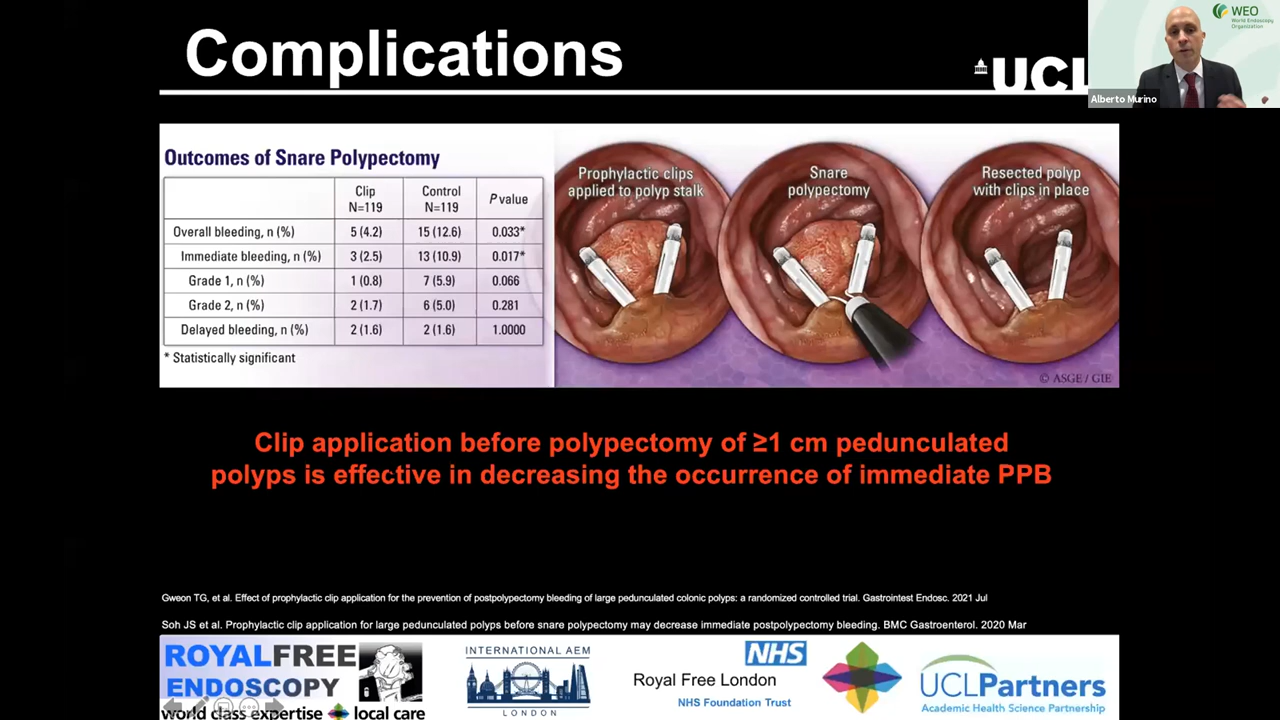 Complications
UCL
WEO
World Endoscopy
Organization
Alberto Murino
Outcomes of Snare Polypectomy
Clip
N=119
Control
N=119
P value
Overall bleeding, n (%) 5 (4.2) 15 (12.6) 0.033*
Immediate bleeding, n (%) 3 (2.5) 13 (10.9) 0.017*
Grade 1, n (%) 1 (0.8) 7 (5.9) 0.066
Grade 2, n (%) 2 (1.7) 6 (5.0) 0.281
Delayed bleeding, n (%) 2 (1.6) 2 (1.6) 1.0000
* Statistically significant
Prophylactic clips
applied to polyp stalk
Snare
polypectomy
Resected polyp
with clips in place
© ASGE / GIE
Clip application before polypectomy of ≥1 cm pedunculated
polyps is effective in decreasing the occurrence of immediate PPB
Gweon TG, et al. Effect of prophylactic clip application for the prevention of postpolypectomy bleeding of large pedunculated colonic polyps: a randomized controlled trial. Gastrointest Endosc. 2021 Jul
Soh JS et al. Prophylactic clip application for large pedunculated polyps before snare polypectomy may decrease immediate postpolypectomy bleeding. BMC Gastroenterol. 2020 Mar
ROYALFREE
ENDOSCOPY
world class expertise local care
INTERNATIONAL AEM
LONDON
NHS
Royal Free London
NHS Foundation Trust
UCLPartners
Academic Health Science Partnership